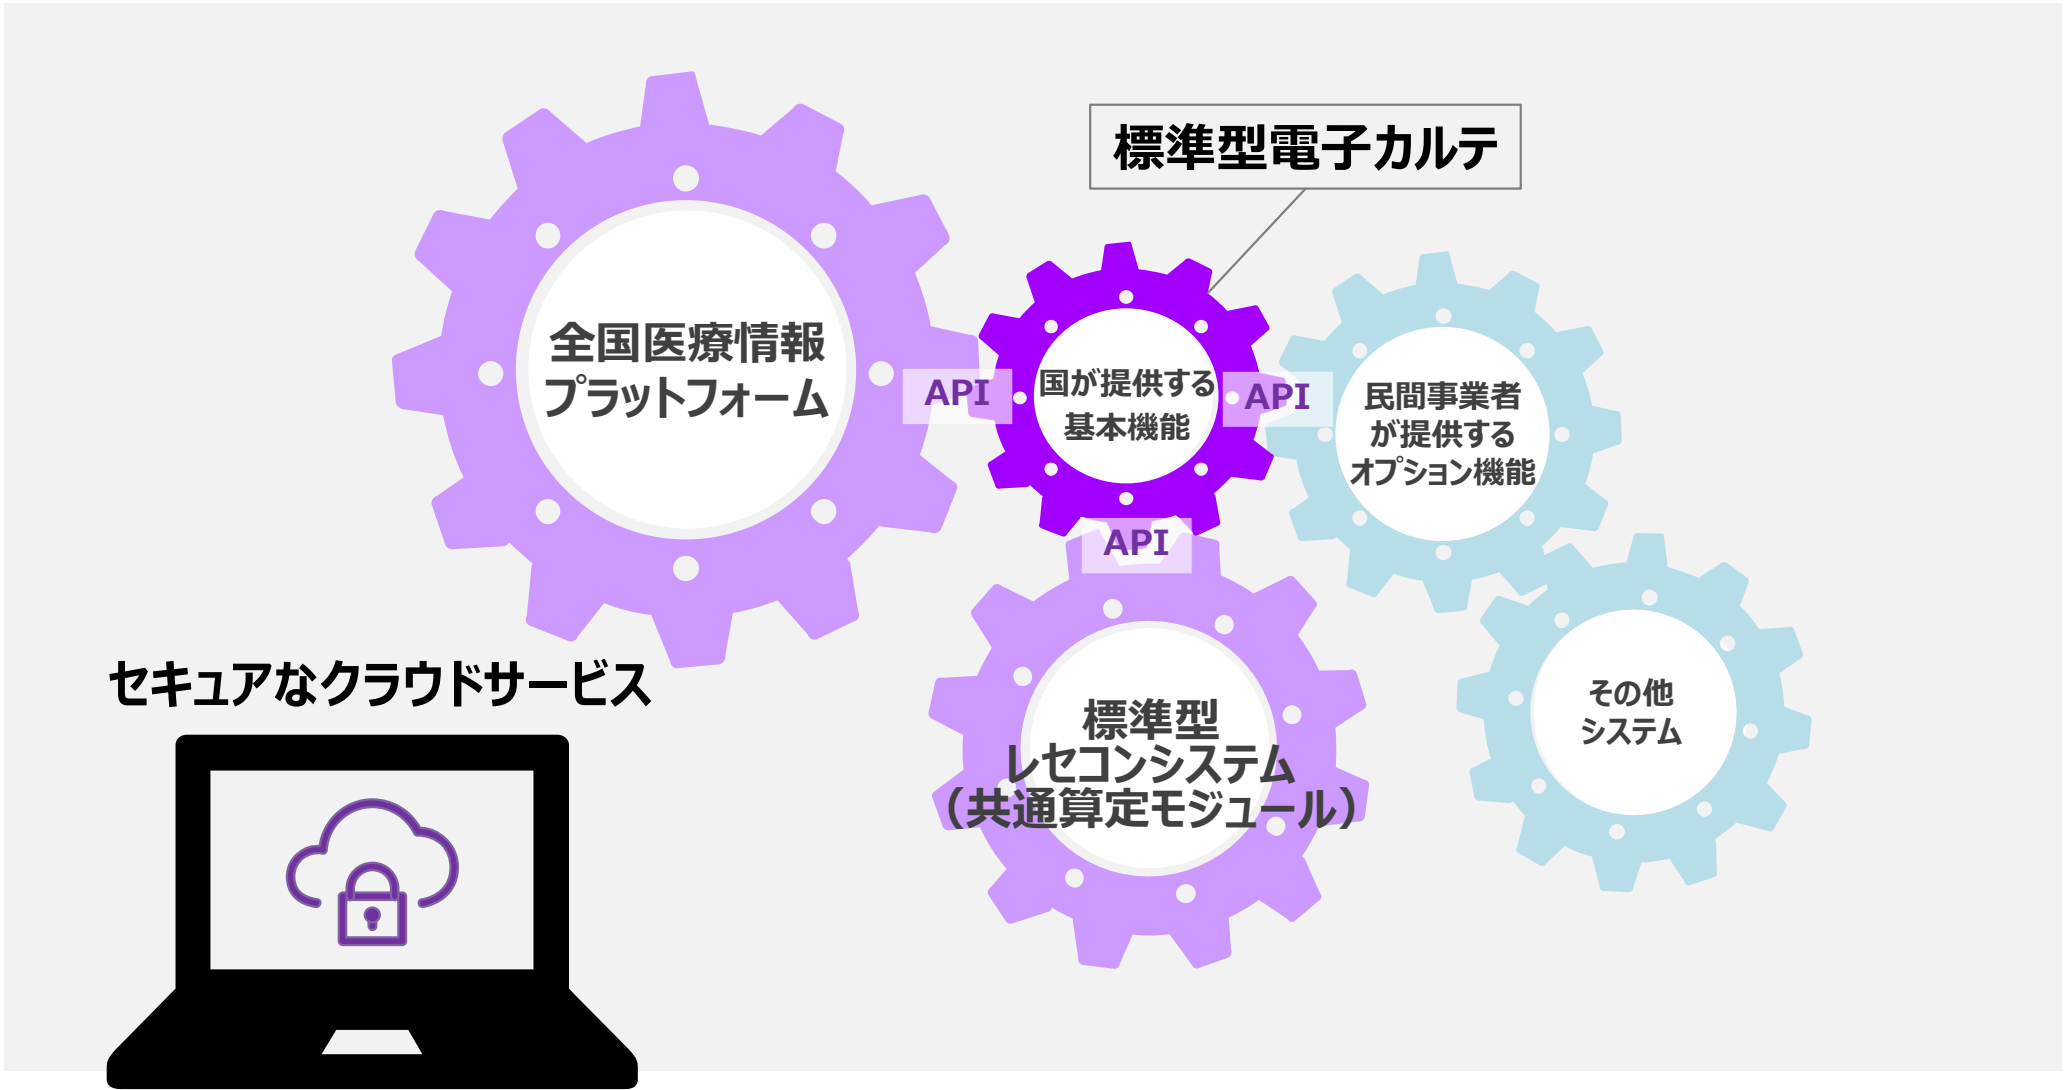 標準型電子カルテ
全国医療情報
プラットフォーム
API
国が提供する
基本機能
API
民間事業者
が提供する
オプション機能
API
標準型
レセコンシステム
（共通算定モジュール）
その他
システム
セキュアなクラウドサービス